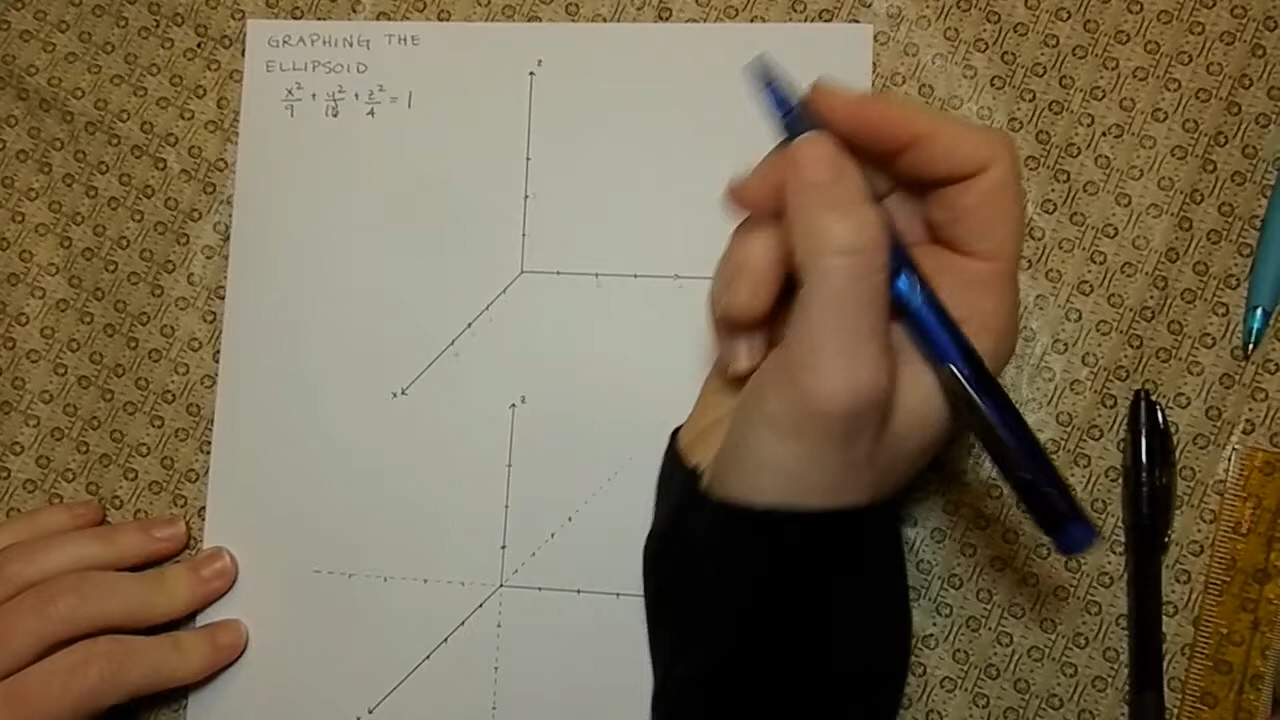 GRAPHING THE
ELLIPSOID
x²/9 + y²/16 + z²/4 = 1
z
x
z
x